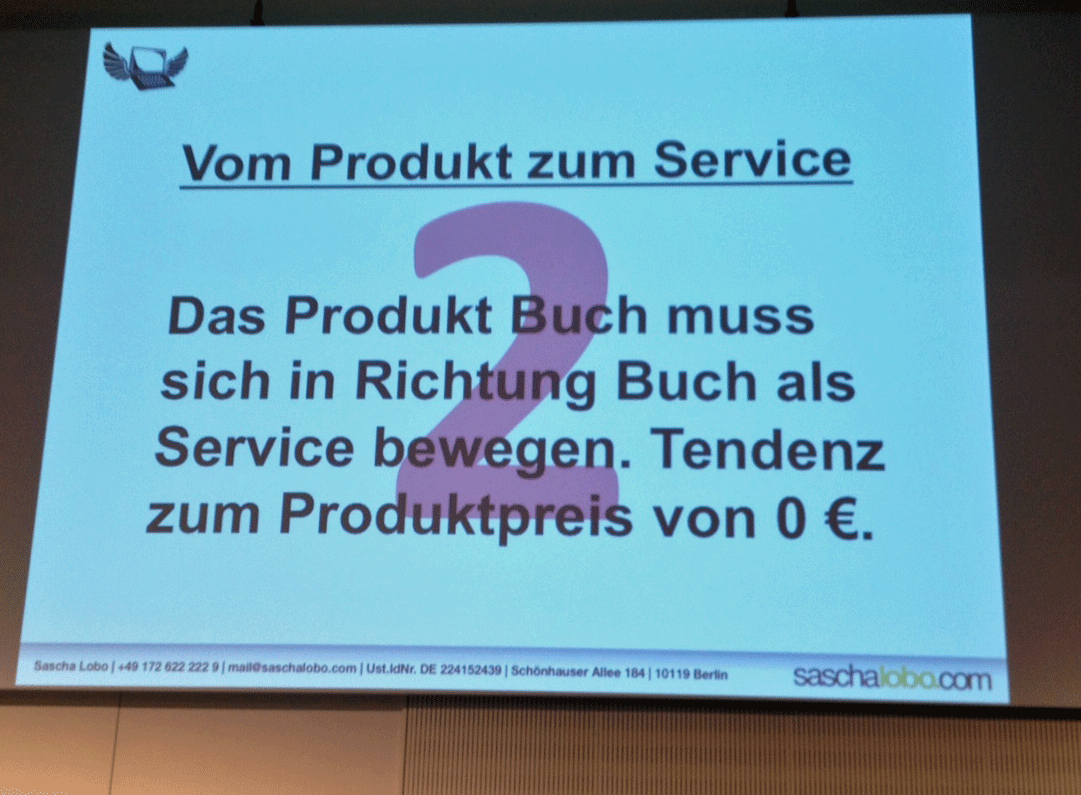 Vom Produkt zum Service
2
Das Produkt Buch muss
sich in Richtung Buch als
Service bewegen. Tendenz
zum Produktpreis von 0 €.
Sascha Lobo | +49 172 622 222 9 | mail@saschalobo.com | Ust.IdNr. DE 224152439 | Schönhauser Allee 184 | 10119 Berlin
saschalobo.com